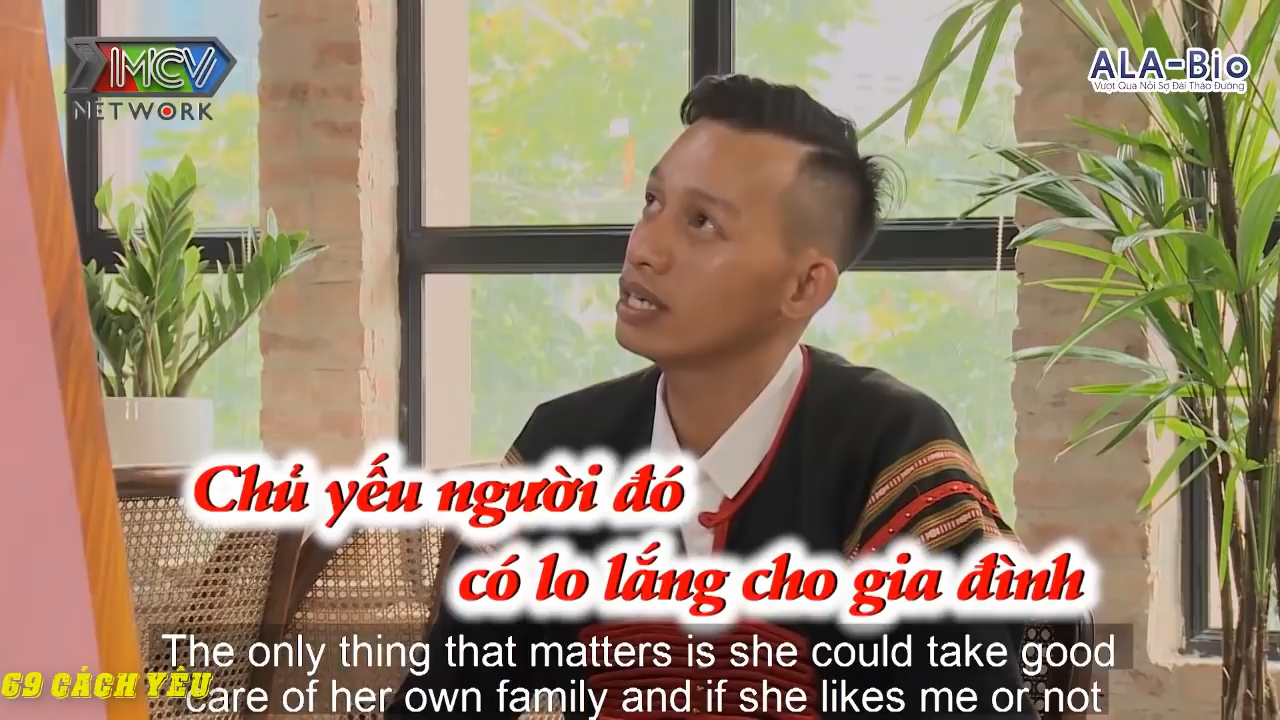 MCV
NETWORK
ALA-Bio
Vượt Qua Nỗi Sợ Đái Tháo Đường
Chủ yếu người đó
có lo lắng cho gia đình
The only thing that matters is she could take good
care of her own family and if she likes me or not
69 CÁCH YÊU